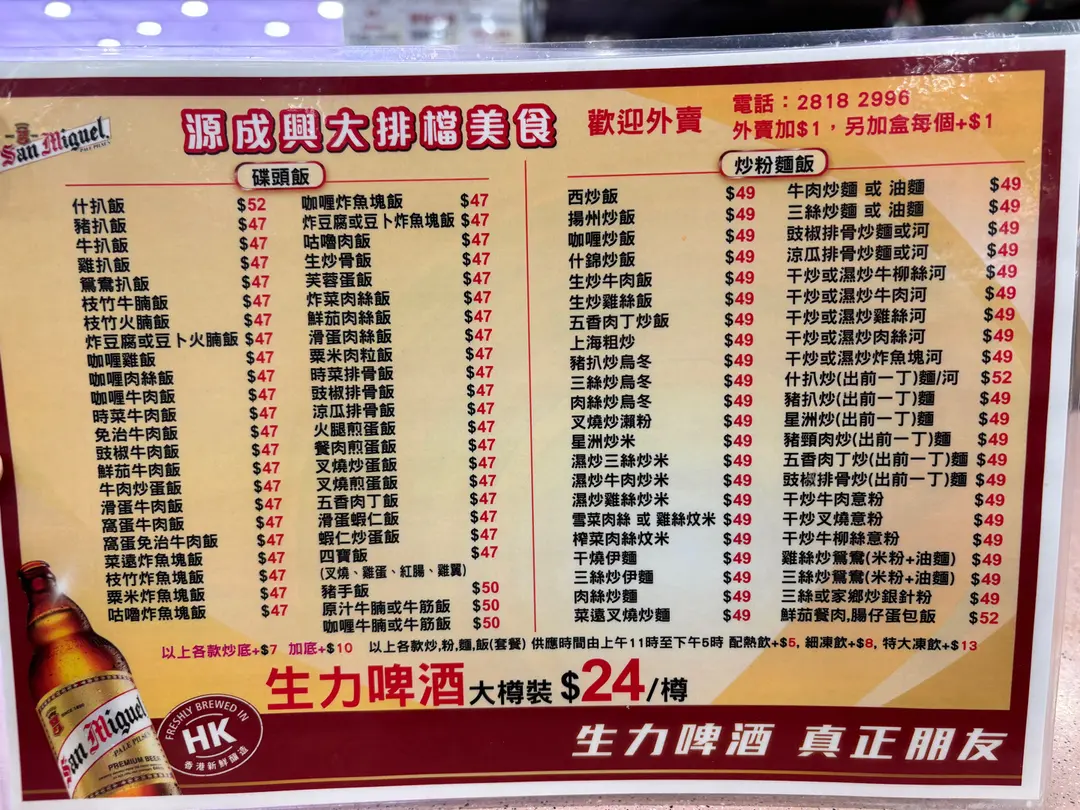 San Miguel
PALE PILSEN
源成興大排檔美食
歡迎外賣
電話：2818 2996
外賣加$1，另加盒每個+$1
碟頭飯
什扒飯 $52
豬扒飯 $47
牛扒飯 $47
雞扒飯 $47
鴛鴦扒飯 $47
枝竹牛腩飯 $47
枝竹火腩飯 $47
炸豆腐或豆卜火腩飯 $47
咖喱雞飯 $47
咖喱肉絲飯 $47
咖喱牛肉飯 $47
時菜牛肉飯 $47
免治牛肉飯 $47
豉椒牛肉飯 $47
鮮茄牛肉飯 $47
牛肉炒蛋飯 $47
滑蛋牛肉飯 $47
窩蛋牛肉飯 $47
窩蛋免治牛肉飯 $47
菜遠炸魚塊飯 $47
枝竹炸魚塊飯 $47
粟米炸魚塊飯 $47
咕嚕炸魚塊飯 $47
咖喱炸魚塊飯 $47
炸豆腐或豆卜炸魚塊飯 $47
咕嚕肉飯 $47
生炒骨飯 $47
芙蓉蛋飯 $47
炸菜肉絲飯 $47
鮮茄肉絲飯 $47
滑蛋肉絲飯 $47
粟米肉粒飯 $47
時菜排骨飯 $47
豉椒排骨飯 $47
涼瓜排骨飯 $47
火腿煎蛋飯 $47
餐肉煎蛋飯 $47
叉燒炒蛋飯 $47
叉燒煎蛋飯 $47
五香肉丁飯 $47
滑蛋蝦仁飯 $47
蝦仁炒蛋飯 $47
四寶飯 $47
(叉燒、雞蛋、紅腸、雞翼)
豬手飯 $50
原汁牛腩或牛筋飯 $50
咖喱牛腩或牛筋飯 $50
炒粉麵飯
西炒飯 $49
揚州炒飯 $49
咖喱炒飯 $49
什錦炒飯 $49
生炒牛肉飯 $49
生炒雞絲飯 $49
五香肉丁炒飯 $49
上海粗炒 $49
豬扒炒烏冬 $49
三絲炒烏冬 $49
肉絲炒烏冬 $49
叉燒炒瀨粉 $49
星洲炒米 $49
濕炒三絲炒米 $49
濕炒牛肉炒米 $49
濕炒雞絲炒米 $49
雪菜肉絲 或 雞絲炆米 $49
榨菜肉絲炆米 $49
干燒伊麵 $49
三絲炒伊麵 $49
肉絲炒麵 $49
菜遠叉燒炒麵 $49
牛肉炒麵 或 油麵 $49
三絲炒麵 或 油麵 $49
豉椒排骨炒麵或河 $49
涼瓜排骨炒麵或河 $49
干炒或濕炒牛柳絲河 $49
干炒或濕炒牛肉河 $49
干炒或濕炒雞絲河 $49
干炒或濕炒肉絲河 $49
干炒或濕炒炸魚塊河 $49
什扒炒(出前一丁)麵/河 $52
豬扒炒(出前一丁)麵 $49
星洲炒(出前一丁)麵 $49
豬頸肉炒(出前一丁)麵 $49
五香肉丁炒(出前一丁)麵 $49
豉椒排骨炒(出前一丁)麵 $49
干炒牛肉意粉 $49
干炒叉燒意粉 $49
干炒牛柳絲意粉 $49
雞絲炒鴛鴦(米粉+油麵) $49
三絲炒鴛鴦(米粉+油麵) $49
三絲或家鄉炒銀針粉 $49
鮮茄餐肉,腸仔蛋包飯 $52
以上各款炒底+$7 加底+$10 以上各款炒,粉,麵,飯(套餐) 供應時間由上午11時至下午5時 配熱飲+$5, 細凍飲+$8, 特大凍飲+$13
生力啤酒 大樽裝 $24/樽
SINCE 1890
San Miguel
PALE PILSEN
PREMIUM BEER
FRESHLY BREWED IN
HK
香港新鮮釀造
生力啤酒 真正朋友